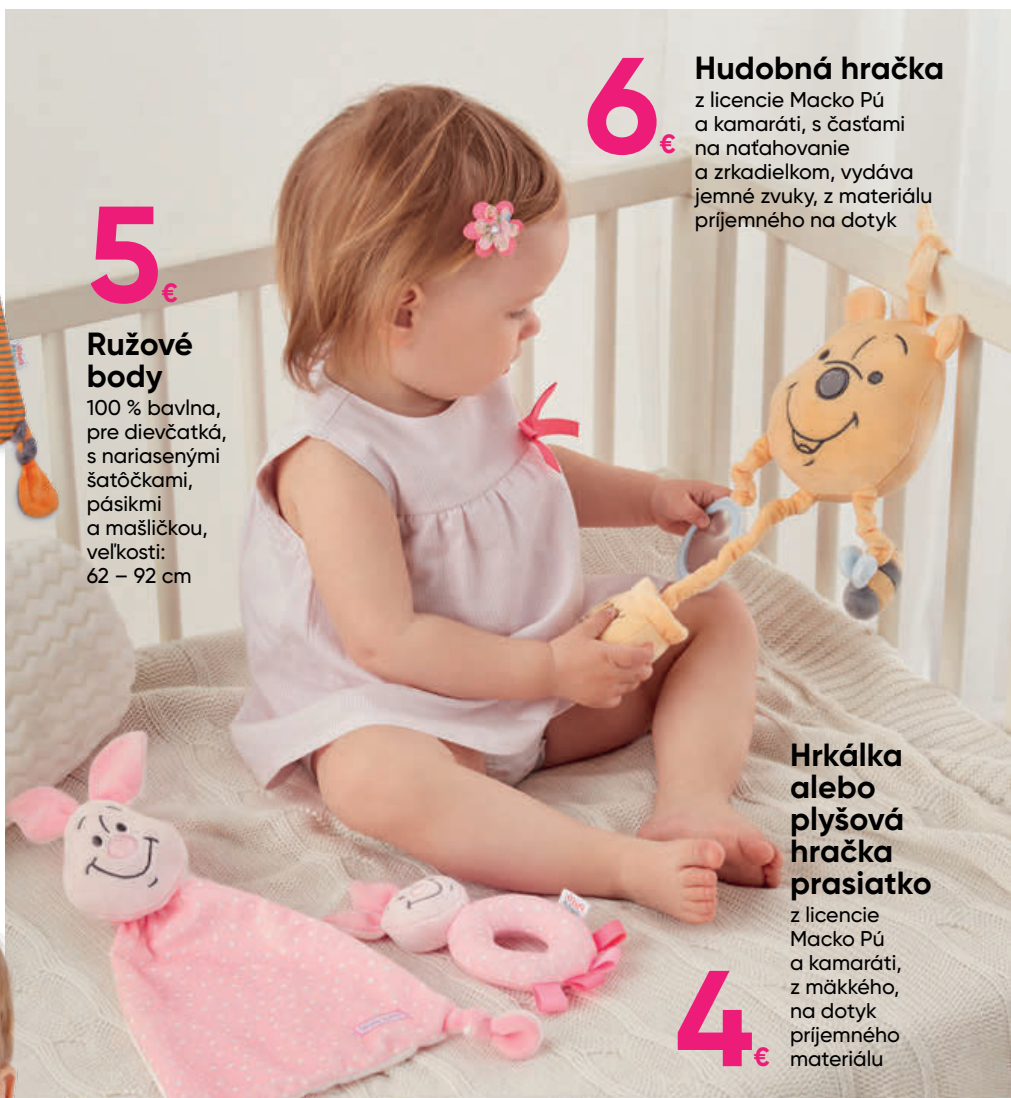 6 €
Hudobná hračka
z licencie Macko Pú
a kamaráti, s časťami
na naťahovanie
a zrkadielkom, vydáva
jemné zvuky, z materiálu
príjemného na dotyk
5 €
Ružové
body
100 % bavlna,
pre dievčatká,
s nariasenými
šatôčkami,
pásikmi
a mašličkou,
veľkosti:
62 – 92 cm
Hrkálka
alebo
plyšová
hračka
prasiatko
z licencie
Macko Pú
a kamaráti,
z mäkkého,
na dotyk
príjemného
materiálu
4 €